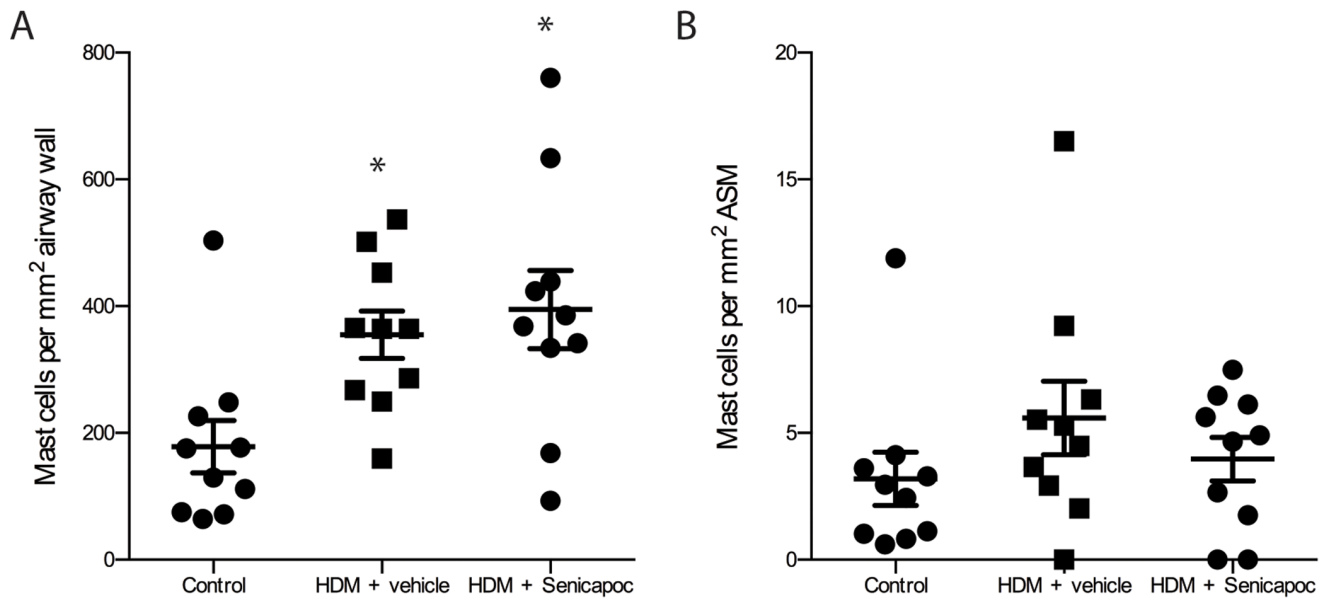 A
B
*
*
800
600
400
200
0
Mast cells per mm² airway wall
Control
HDM + vehicle
HDM + Senicapoc
20
15
10
5
0
Mast cells per mm² ASM
Control
HDM + vehicle
HDM + Senicapoc